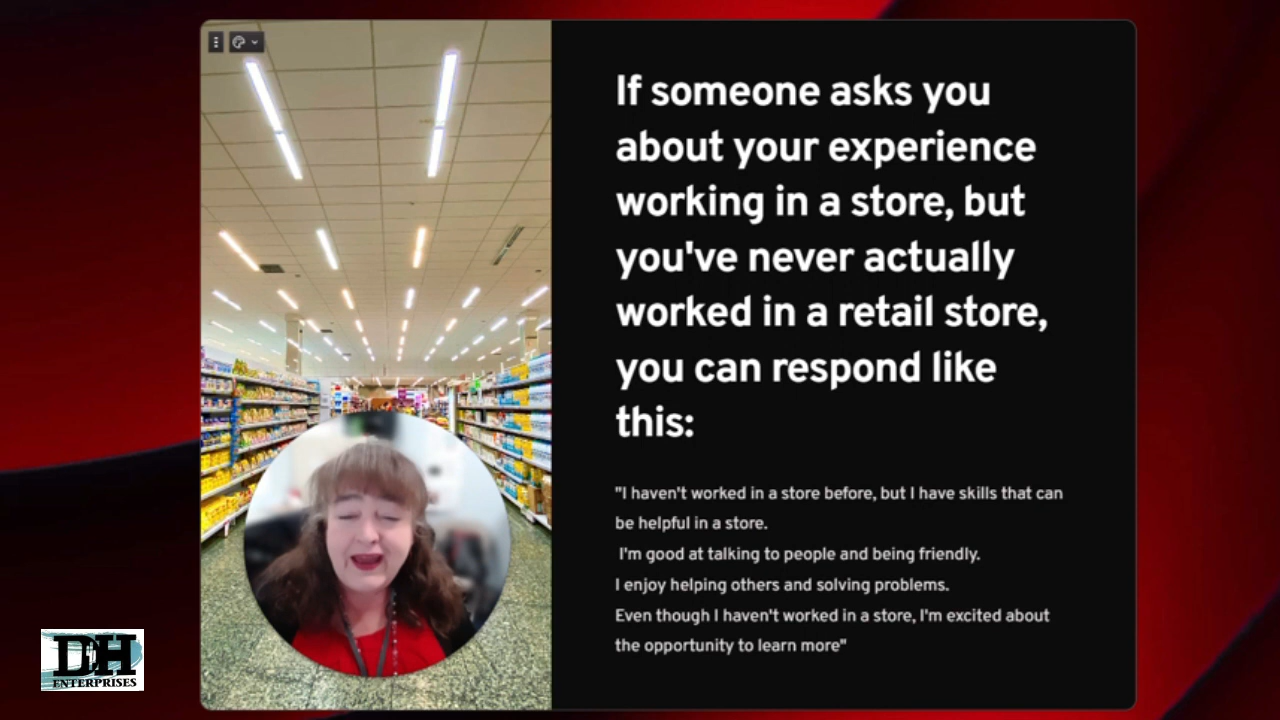 If someone asks you
about your experience
working in a store, but
you've never actually
worked in a retail store,
you can respond like
this:
"I haven't worked in a store before, but I have skills that can
be helpful in a store.
I'm good at talking to people and being friendly.
I enjoy helping others and solving problems.
Even though I haven't worked in a store, I'm excited about
the opportunity to learn more"
DH
ENTERPRISES